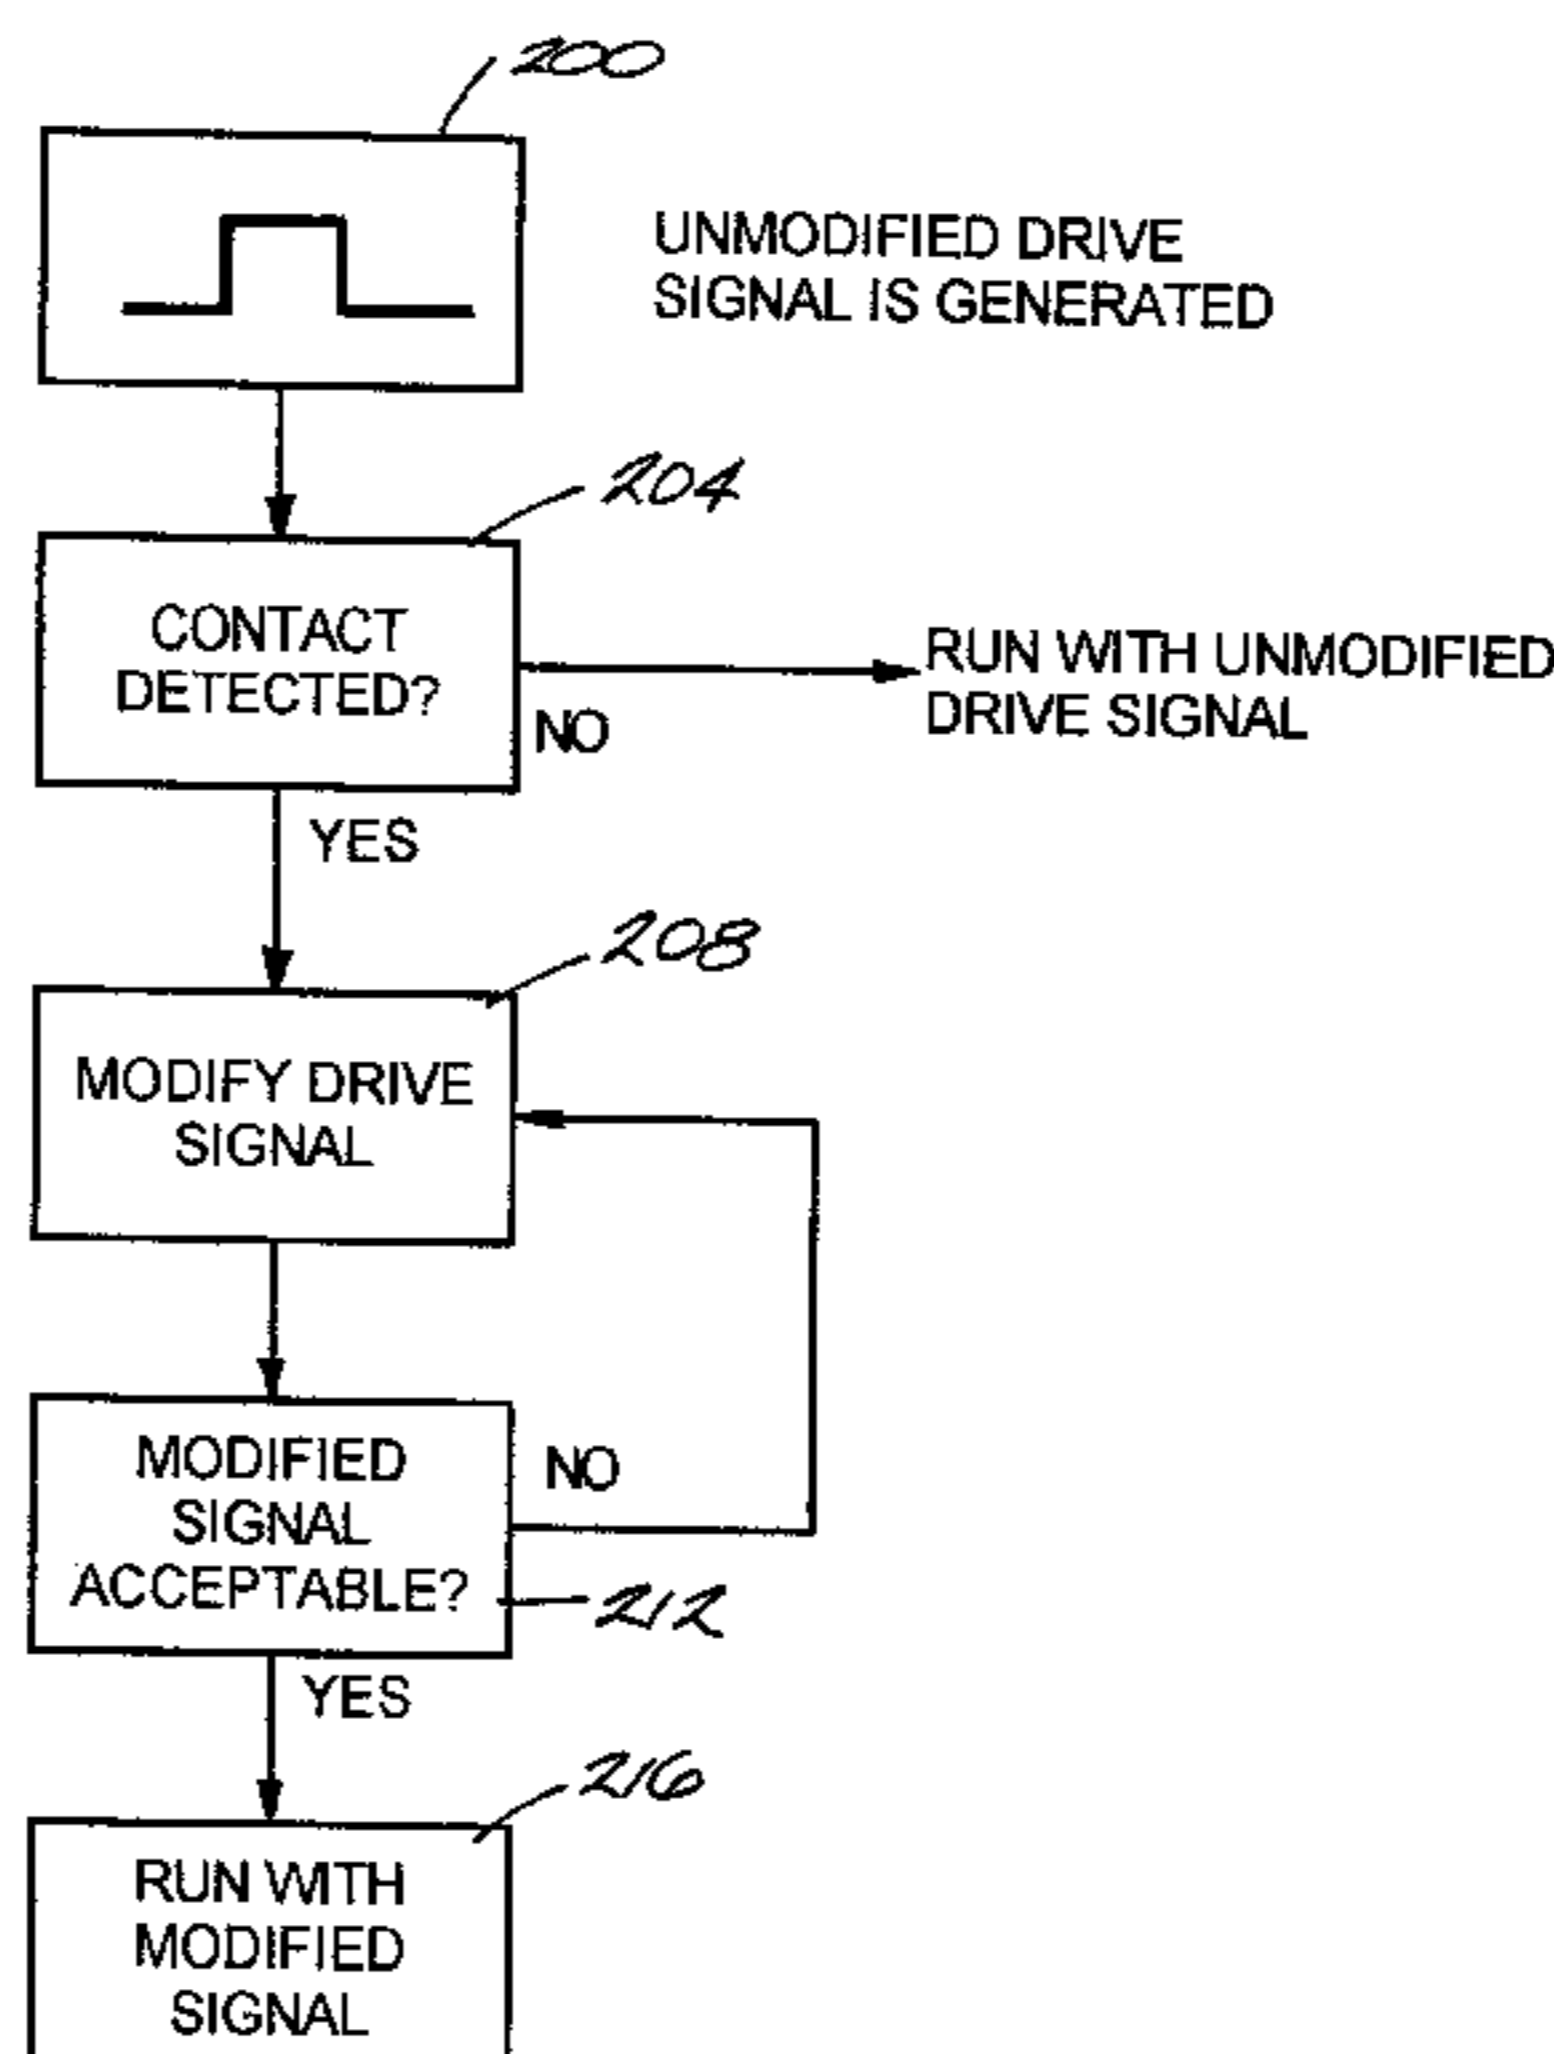 200
UNMODIFIED DRIVE
SIGNAL IS GENERATED
204
CONTACT
DETECTED?
NO
RUN WITH UNMODIFIED
DRIVE SIGNAL
YES
208
MODIFY DRIVE
SIGNAL
MODIFIED
SIGNAL
ACCEPTABLE?
NO
212
YES
216
RUN WITH
MODIFIED
SIGNAL